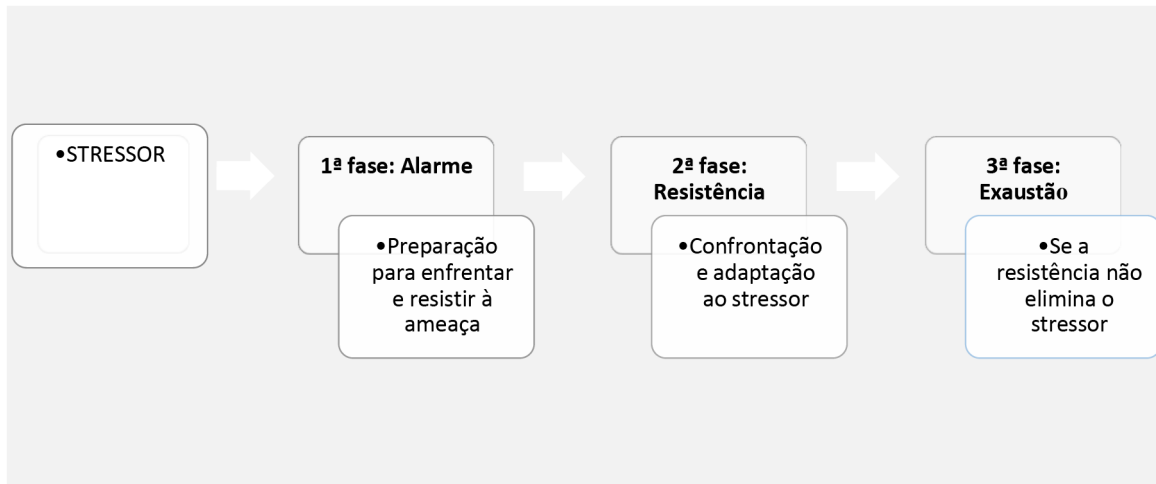 •STRESSOR
1ª fase: Alarme
•Preparação
para enfrentar
e resistir à
ameaça
2ª fase:
Resistência
•Confrontação
e adaptação
ao stressor
3ª fase:
Exaustão
•Se a
resistência não
elimina o
stressor